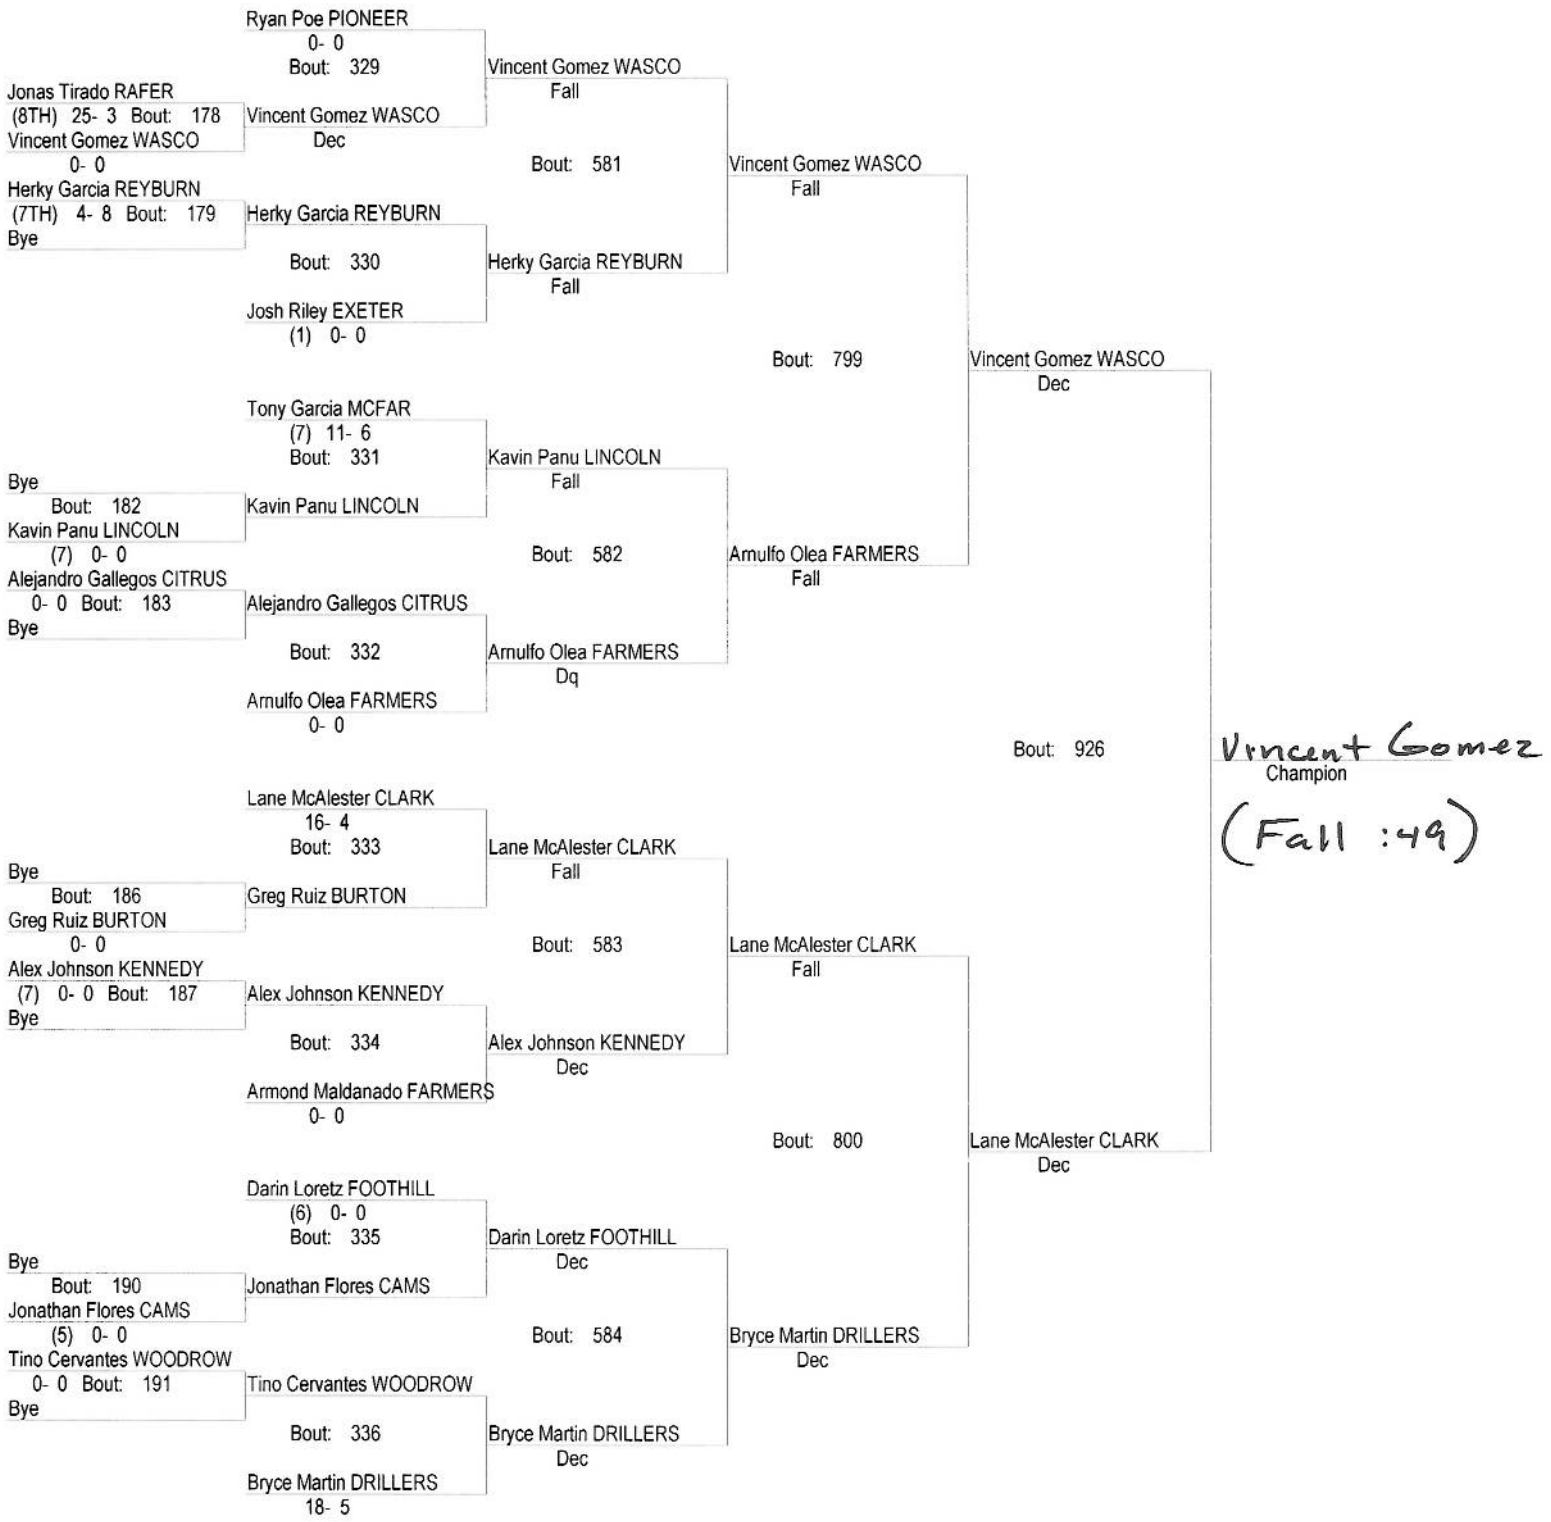 Ryan Poe PIONEER
0- 0
Bout: 329
Vincent Gomez WASCO
Fall
Jonas Tirado RAFER
(8TH) 25- 3 Bout: 178
Vincent Gomez WASCO
Dec
Vincent Gomez WASCO
0- 0
Bout: 581
Vincent Gomez WASCO
Fall
Herky Garcia REYBURN
(7TH) 4- 8 Bout: 179
Herky Garcia REYBURN
Bye
Bout: 330
Herky Garcia REYBURN
Fall
Josh Riley EXETER
(1) 0- 0
Bout: 799
Vincent Gomez WASCO
Dec
Tony Garcia MCFAR
(7) 11- 6
Bout: 331
Kavin Panu LINCOLN
Fall
Bye
Bout: 182
Kavin Panu LINCOLN
Kavin Panu LINCOLN
(7) 0- 0
Bout: 582
Arnulfo Olea FARMERS
Fall
Alejandro Gallegos CITRUS
0- 0 Bout: 183
Alejandro Gallegos CITRUS
Bye
Bout: 332
Arnulfo Olea FARMERS
Dq
Arnulfo Olea FARMERS
0- 0
Bout: 926
Vincent Gomez
Champion
(Fall :49)
Lane McAlester CLARK
16- 4
Bout: 333
Lane McAlester CLARK
Fall
Bye
Bout: 186
Greg Ruiz BURTON
Greg Ruiz BURTON
0- 0
Bout: 583
Lane McAlester CLARK
Fall
Alex Johnson KENNEDY
(7) 0- 0 Bout: 187
Alex Johnson KENNEDY
Bye
Bout: 334
Alex Johnson KENNEDY
Dec
Armond Maldanado FARMERS
0- 0
Bout: 800
Lane McAlester CLARK
Dec
Darin Loretz FOOTHILL
(6) 0- 0
Bout: 335
Darin Loretz FOOTHILL
Dec
Bye
Bout: 190
Jonathan Flores CAMS
Jonathan Flores CAMS
(5) 0- 0
Bout: 584
Bryce Martin DRILLERS
Dec
Tino Cervantes WOODROW
0- 0 Bout: 191
Tino Cervantes WOODROW
Bye
Bout: 336
Bryce Martin DRILLERS
Dec
Bryce Martin DRILLERS
18- 5